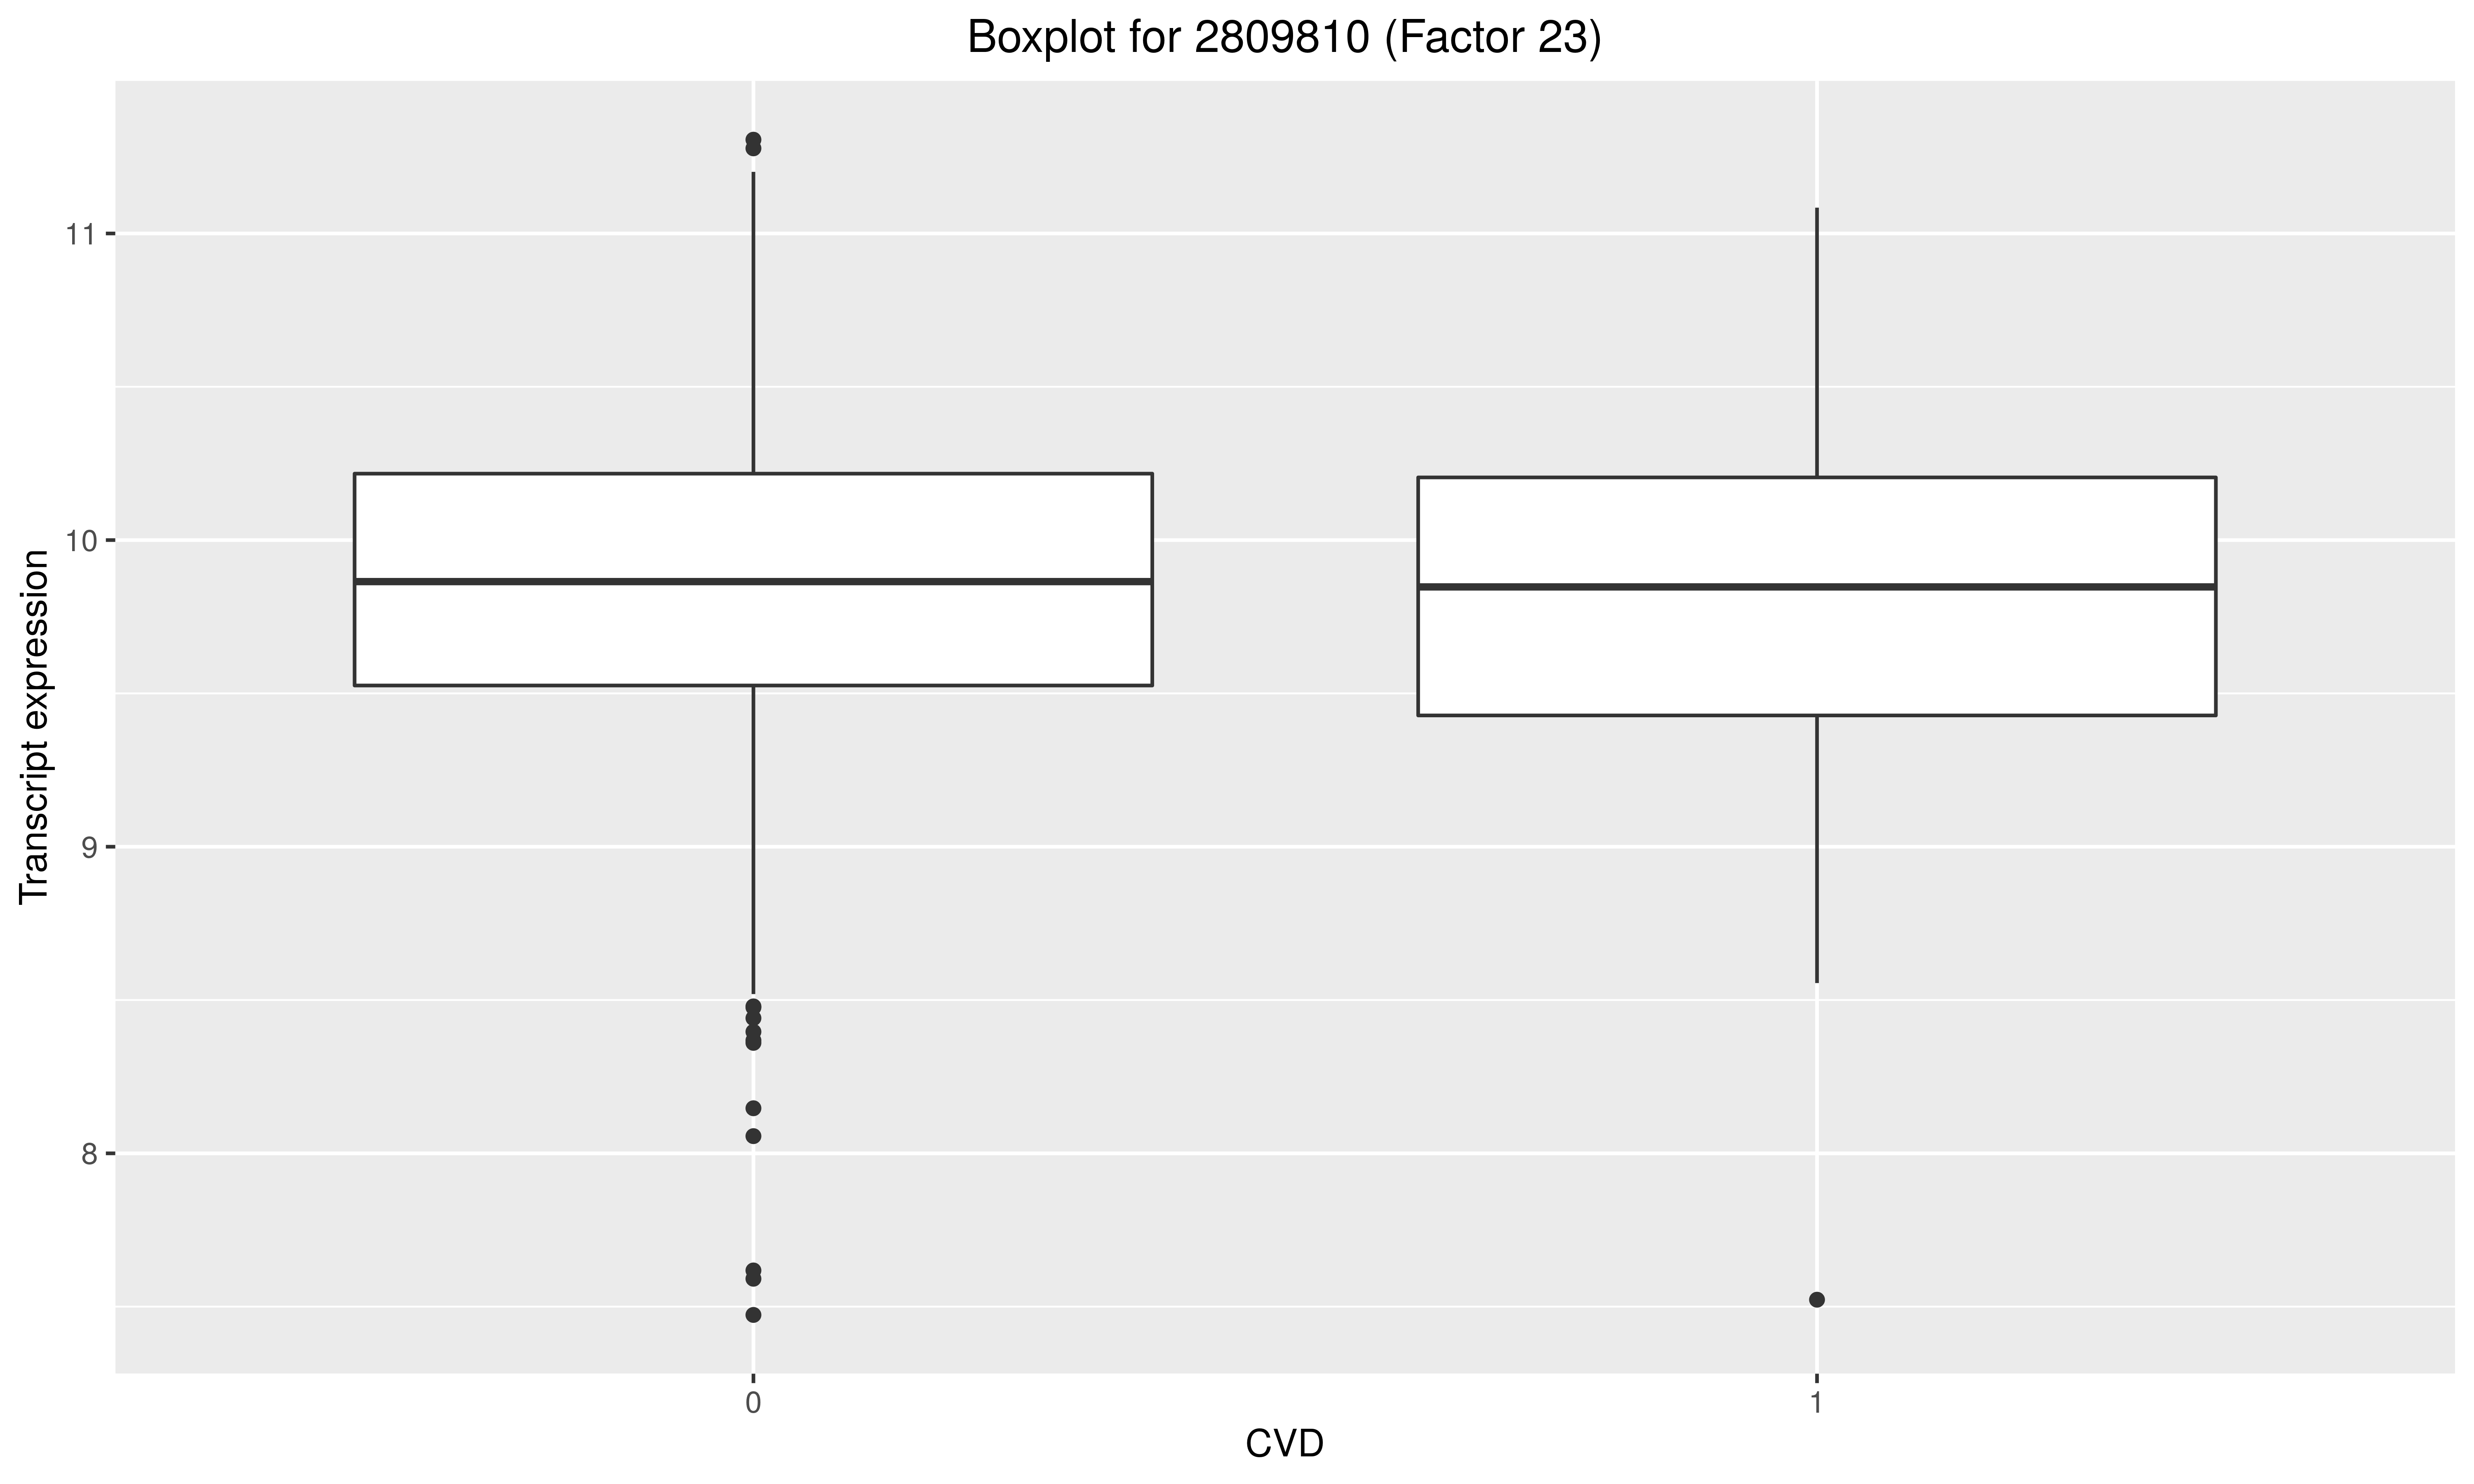 Boxplot for 2809810 (Factor 23)
Transcript expression
11
10
9
8
0
1
CVD